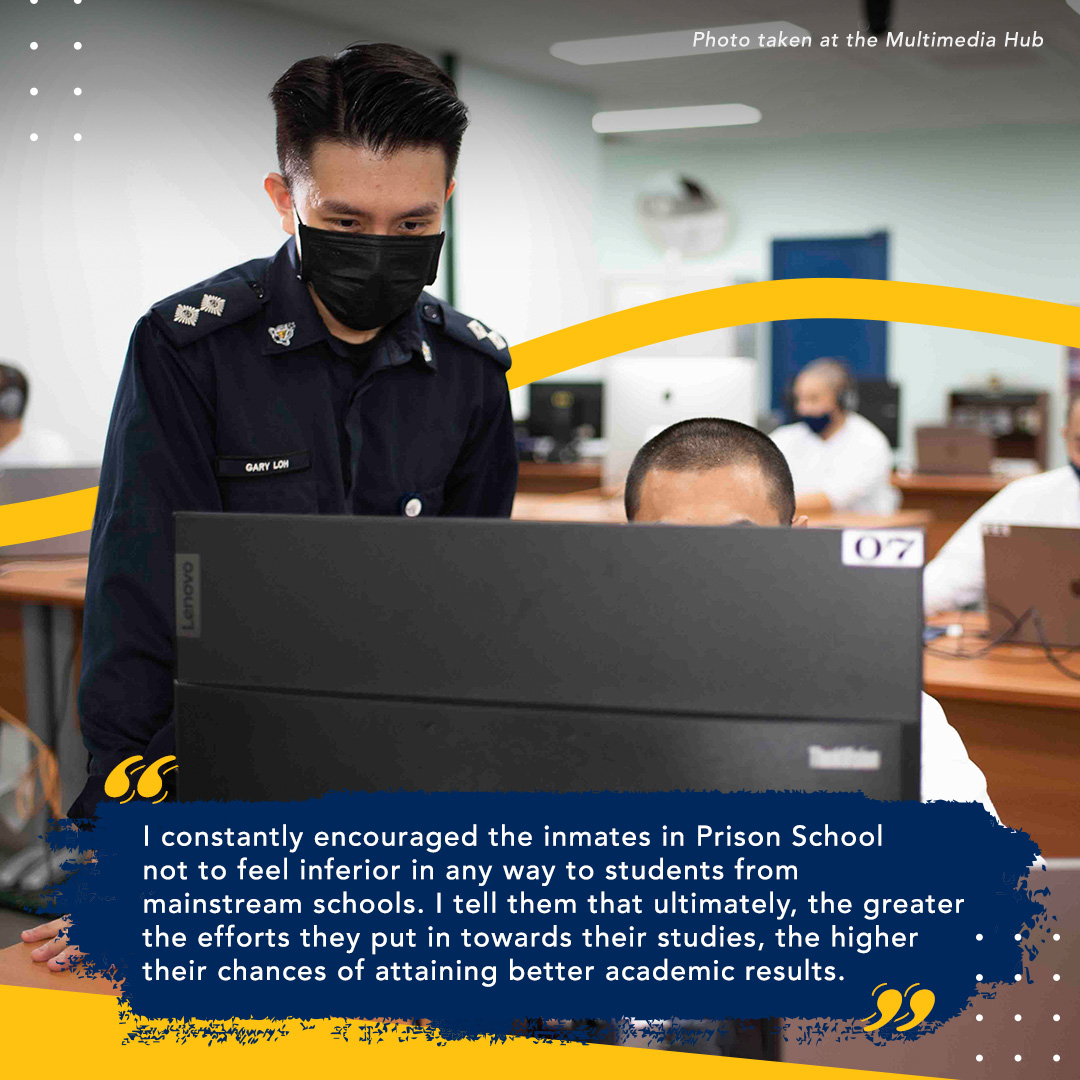 Photo taken at the Multimedia Hub
GARY LOH
07
Lenovo
ThinkVision
“
I constantly encouraged the inmates in Prison School
not to feel inferior in any way to students from
mainstream schools. I tell them that ultimately, the greater
the efforts they put in towards their studies, the higher
their chances of attaining better academic results.
”